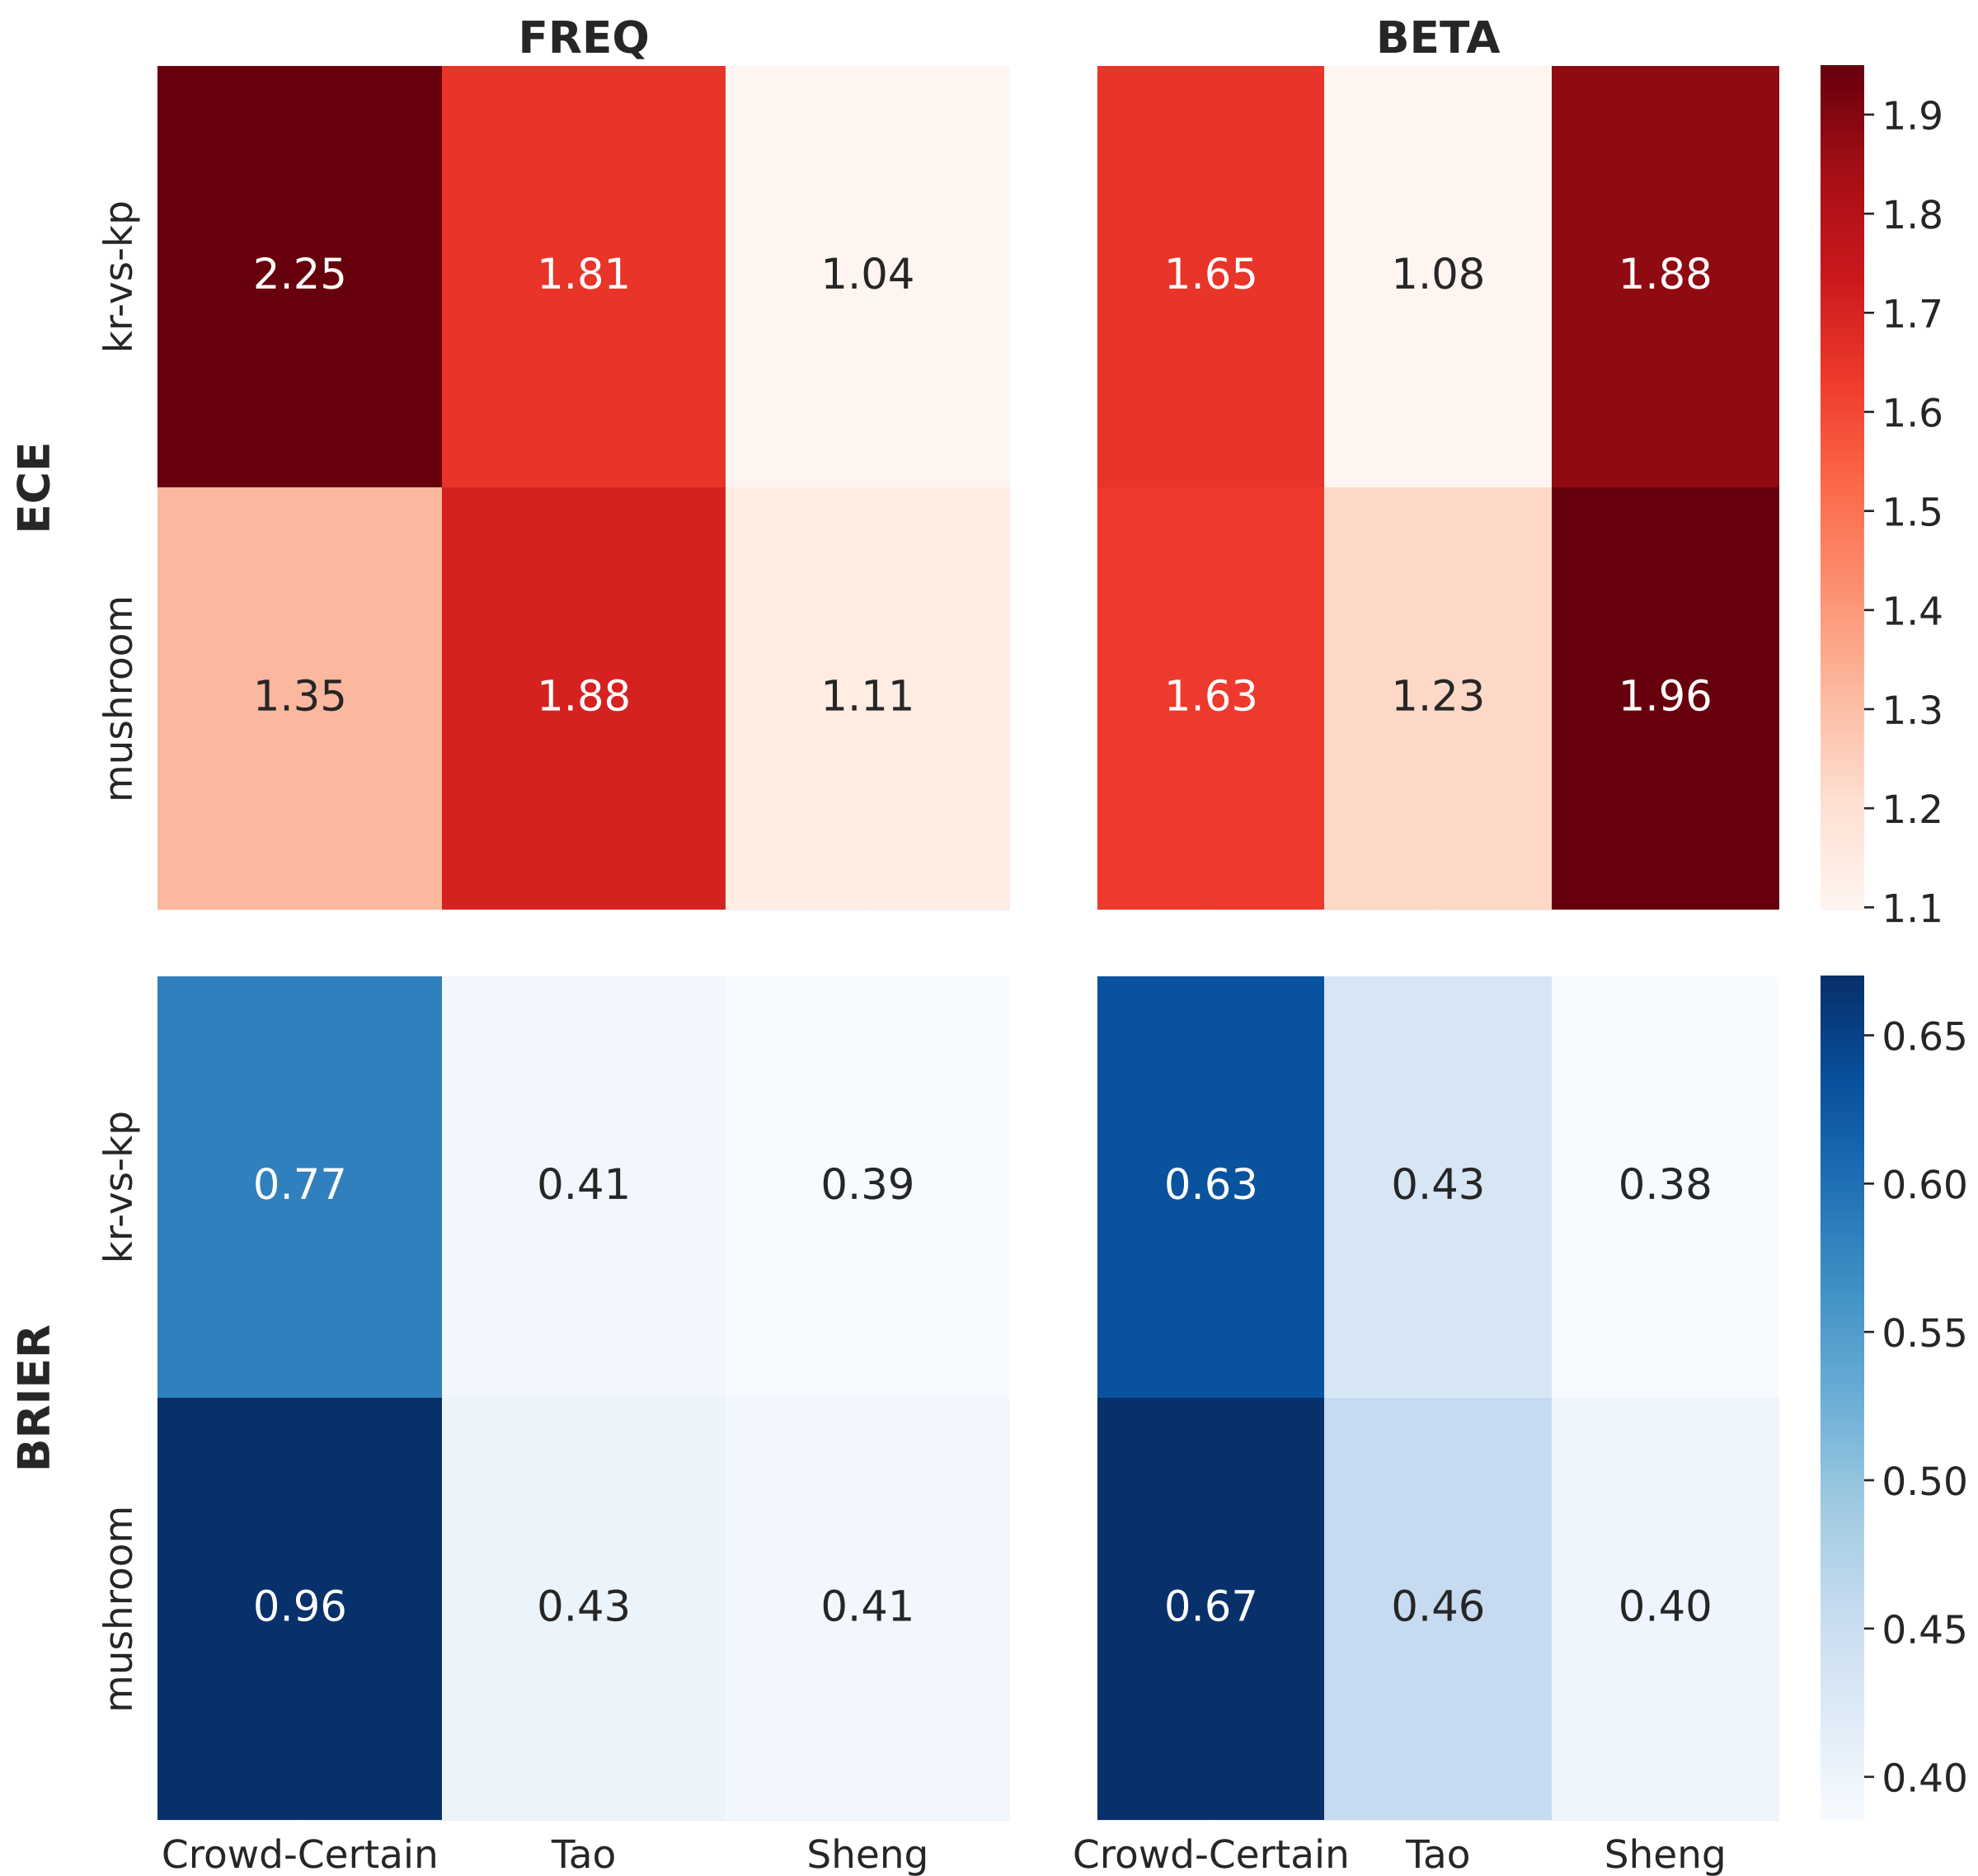 FREQ
BETA
ECE
kr-vs-kp
2.25 1.81 1.04
1.65 1.08 1.88
mushroom
1.35 1.88 1.11
1.63 1.23 1.96
1.9
1.8
1.7
1.6
1.5
1.4
1.3
1.2
1.1
BRIER
kr-vs-kp
0.77 0.41 0.39
0.63 0.43 0.38
mushroom
0.96 0.43 0.41
0.67 0.46 0.40
0.65
0.60
0.55
0.50
0.45
0.40
Crowd-Certain Tao Sheng
Crowd-Certain Tao Sheng